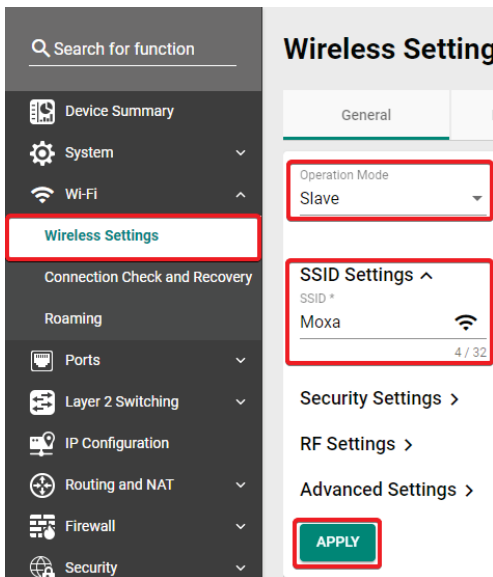 Search for function
Device Summary
System
Wi-Fi
Wireless Settings
Connection Check and Recovery
Roaming
Ports
Layer 2 Switching
IP Configuration
Routing and NAT
Firewall
Security
Wireless Setting
General
Operation Mode
Slave
SSID Settings
SSID *
Moxa
4 / 32
Security Settings >
RF Settings >
Advanced Settings >
APPLY